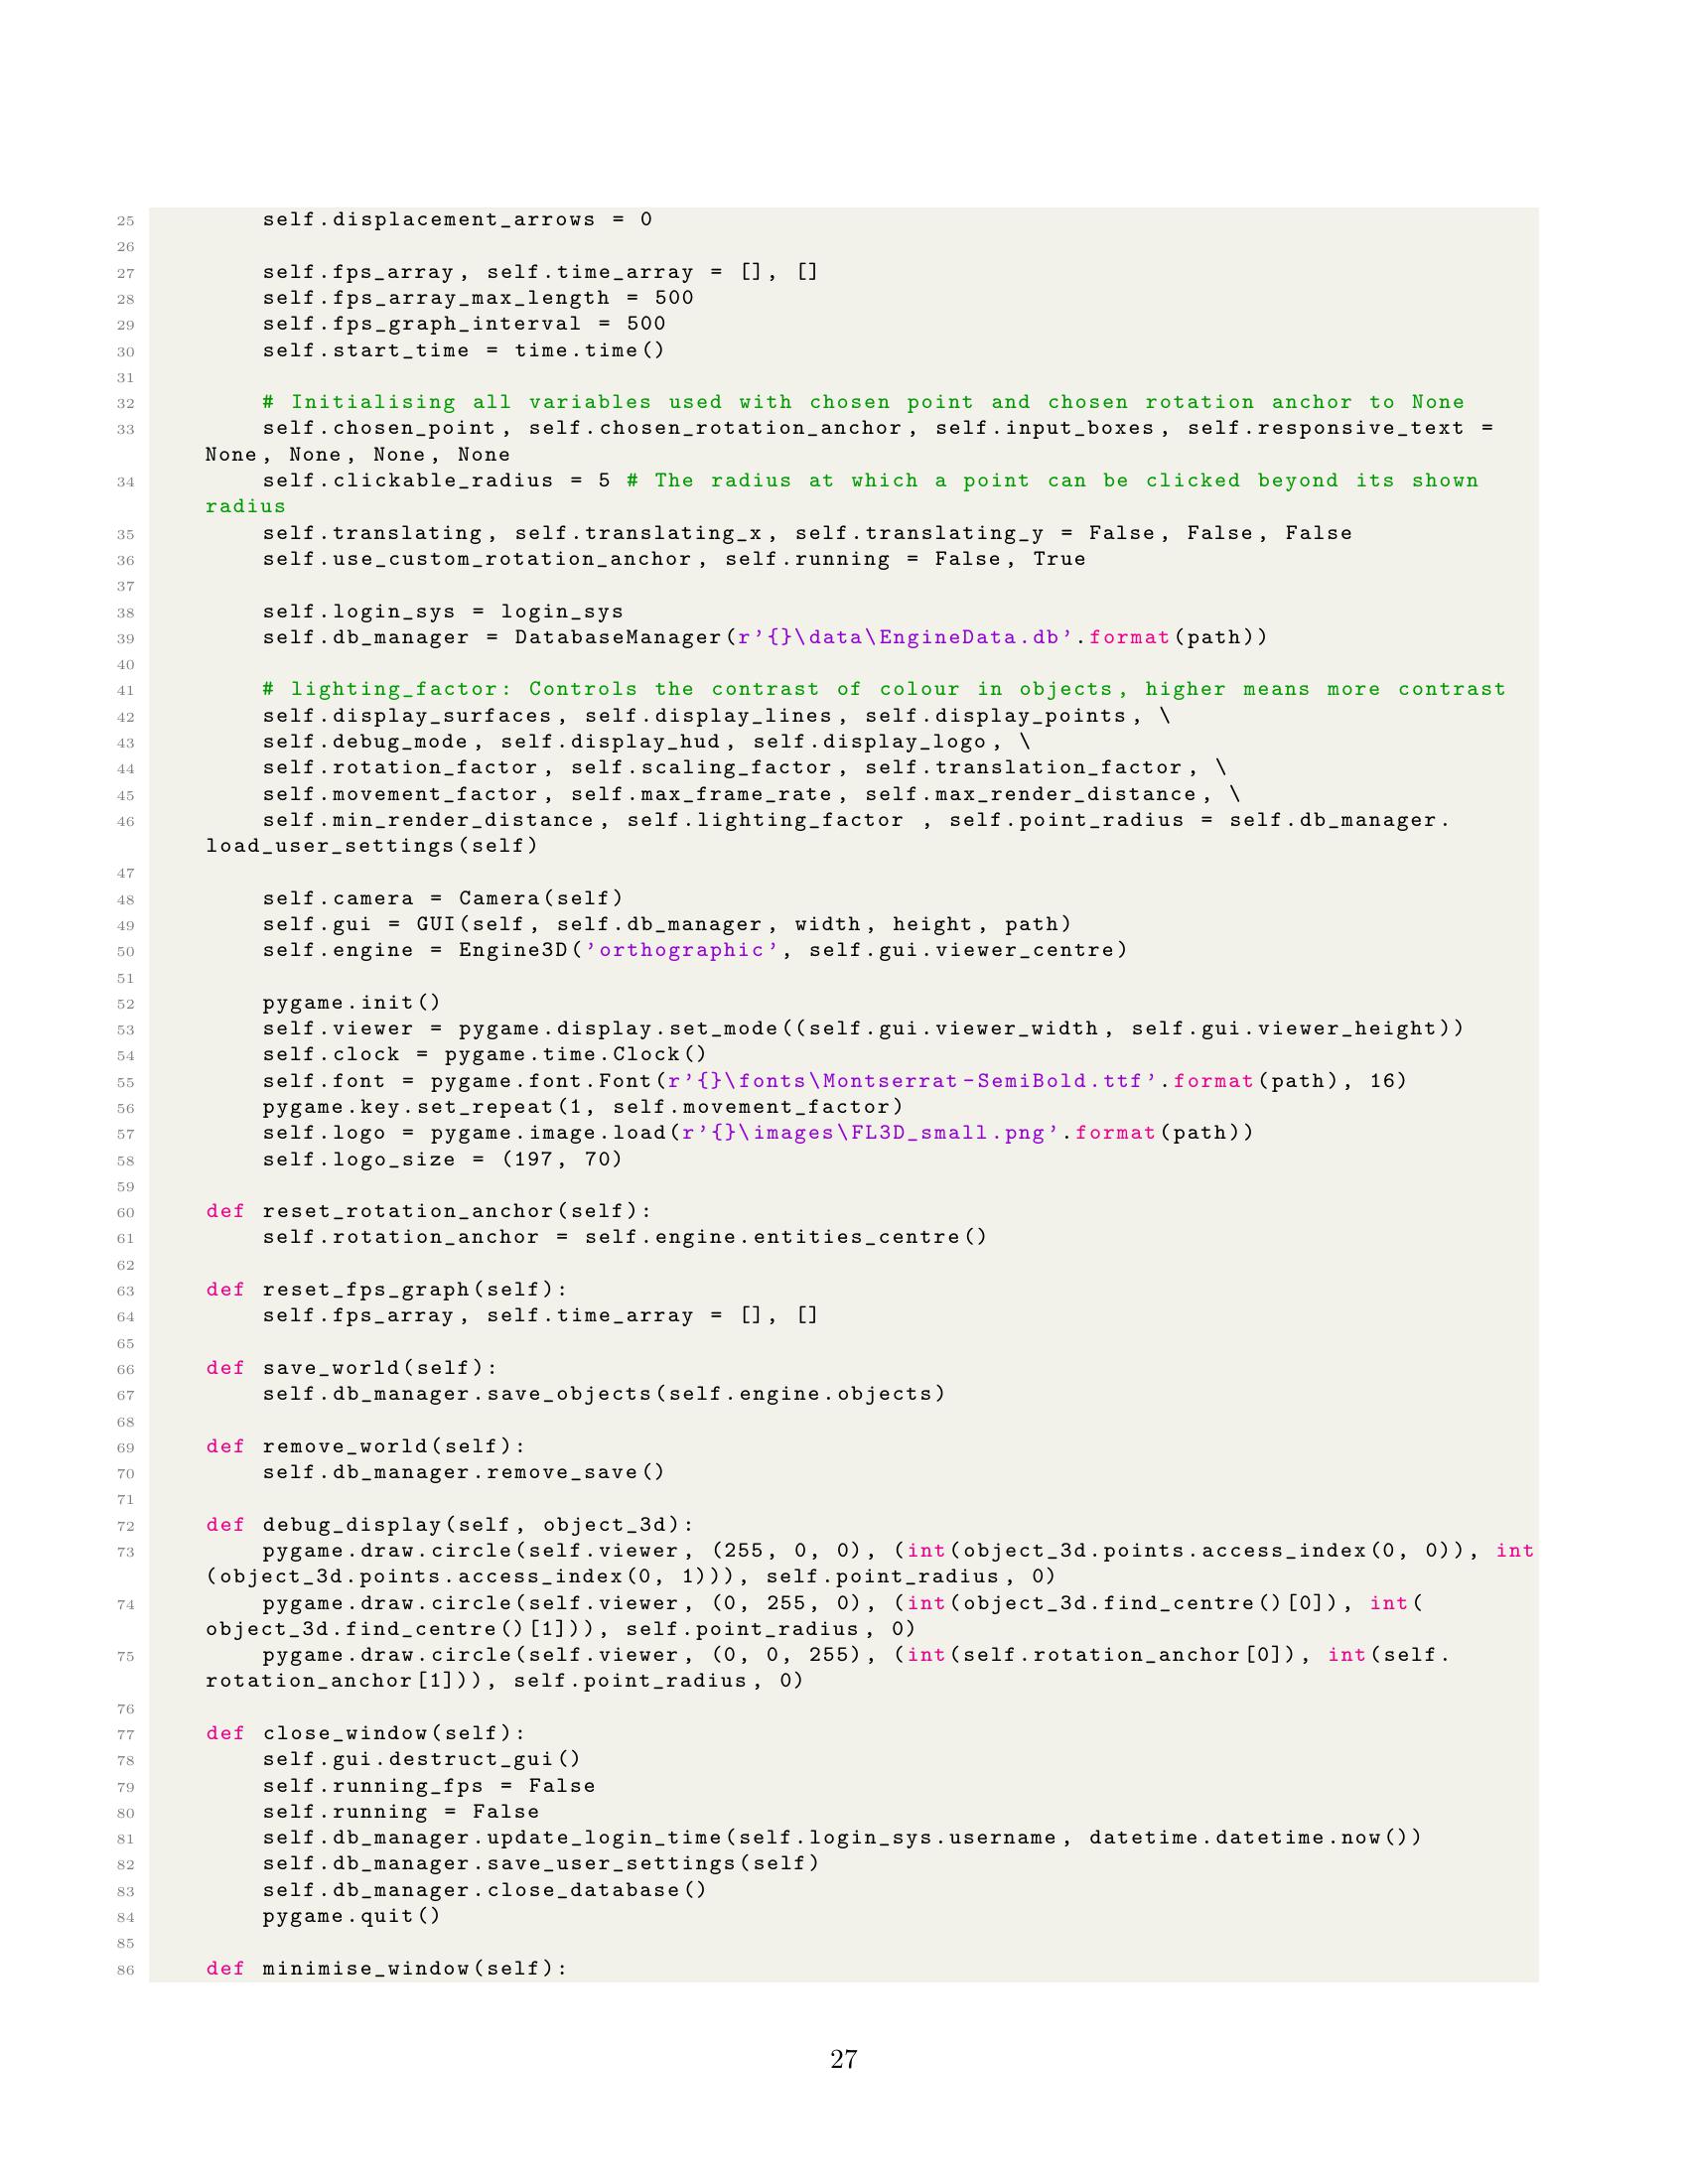 25 self.displacement_arrows = 0
26
27 self.fps_array, self.time_array = [], []
28 self.fps_array_max_length = 500
29 self.fps_graph_interval = 500
30 self.start_time = time.time()
31
32 # Initialising all variables used with chosen point and chosen rotation anchor to None
33 self.chosen_point, self.chosen_rotation_anchor, self.input_boxes, self.responsive_text =
None, None, None, None
34 self.clickable_radius = 5 # The radius at which a point can be clicked beyond its shown
radius
35 self.translating, self.translating_x, self.translating_y = False, False, False
36 self.use_custom_rotation_anchor, self.running = False, True
37
38 self.login_sys = login_sys
39 self.db_manager = DatabaseManager(r'{}\data\EngineData.db'.format(path))
40
41 # lighting_factor: Controls the contrast of colour in objects, higher means more contrast
42 self.display_surfaces, self.display_lines, self.display_points, \
43 self.debug_mode, self.display_hud, self.display_logo, \
44 self.rotation_factor, self.scaling_factor, self.translation_factor, \
45 self.movement_factor, self.max_frame_rate, self.max_render_distance, \
46 self.min_render_distance, self.lighting_factor , self.point_radius = self.db_manager.
load_user_settings(self)
47
48 self.camera = Camera(self)
49 self.gui = GUI(self, self.db_manager, width, height, path)
50 self.engine = Engine3D('orthographic', self.gui.viewer_centre)
51
52 pygame.init()
53 self.viewer = pygame.display.set_mode((self.gui.viewer_width, self.gui.viewer_height))
54 self.clock = pygame.time.Clock()
55 self.font = pygame.font.Font(r'{}\fonts\Montserrat-SemiBold.ttf'.format(path), 16)
56 pygame.key.set_repeat(1, self.movement_factor)
57 self.logo = pygame.image.load(r'{}\images\FL3D_small.png'.format(path))
58 self.logo_size = (197, 70)
59
60 def reset_rotation_anchor(self):
61 self.rotation_anchor = self.engine.entities_centre()
62
63 def reset_fps_graph(self):
64 self.fps_array, self.time_array = [], []
65
66 def save_world(self):
67 self.db_manager.save_objects(self.engine.objects)
68
69 def remove_world(self):
70 self.db_manager.remove_save()
71
72 def debug_display(self, object_3d):
73 pygame.draw.circle(self.viewer, (255, 0, 0), (int(object_3d.points.access_index(0, 0)), int
(object_3d.points.access_index(0, 1))), self.point_radius, 0)
74 pygame.draw.circle(self.viewer, (0, 255, 0), (int(object_3d.find_centre()[0]), int(
object_3d.find_centre()[1])), self.point_radius, 0)
75 pygame.draw.circle(self.viewer, (0, 0, 255), (int(self.rotation_anchor[0]), int(self.
rotation_anchor[1])), self.point_radius, 0)
76
77 def close_window(self):
78 self.gui.destruct_gui()
79 self.running_fps = False
80 self.running = False
81 self.db_manager.update_login_time(self.login_sys.username, datetime.datetime.now())
82 self.db_manager.save_user_settings(self)
83 self.db_manager.close_database()
84 pygame.quit()
85
86 def minimise_window(self):
27